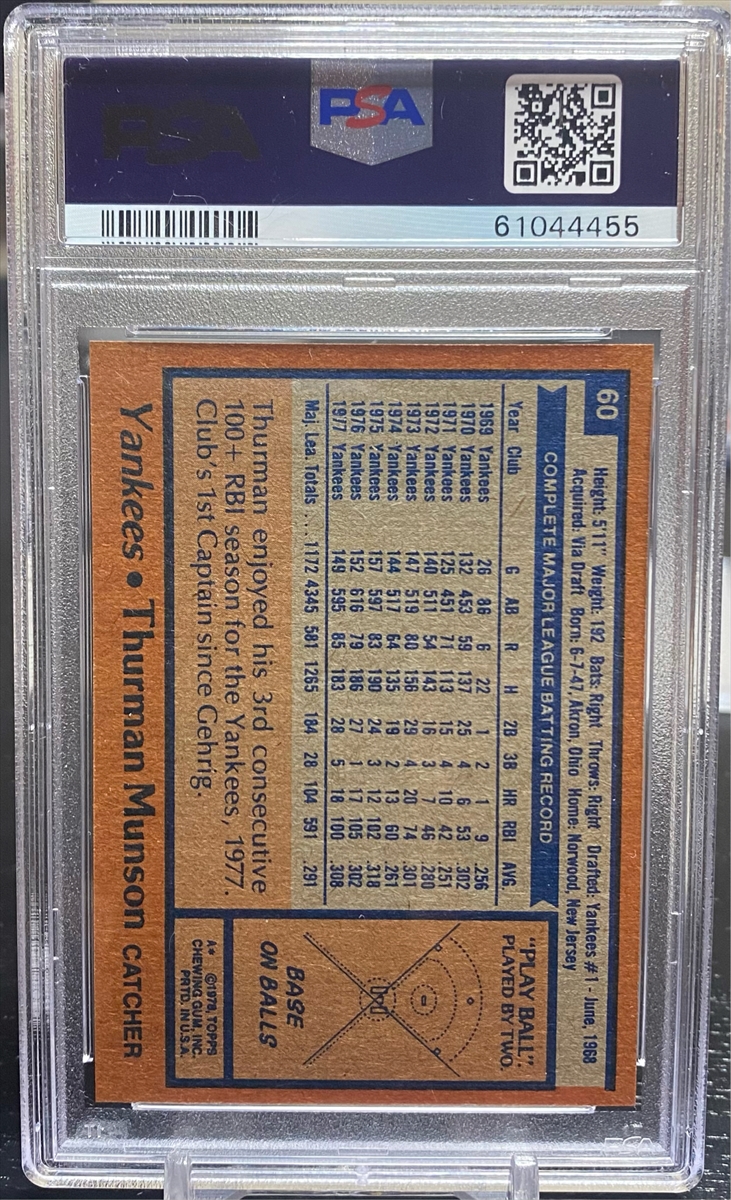 PSA
PSA
61044455
60
Height: 5'11" Weight: 192 Bats: Right Throws: Right Drafted: Yankees #1 - June, 1968
Acquired: Via Draft Born: 6-7-47, Akron, Ohio Home: Norwood, New Jersey
COMPLETE MAJOR LEAGUE BATTING RECORD
Year Club G AB R H 2B 3B HR RBI AVG.
1969 Yankees 26 86 6 22 1 2 1 9 .256
1970 Yankees 132 453 59 137 25 4 6 53 .302
1971 Yankees 125 451 71 113 15 4 10 42 .251
1972 Yankees 140 511 54 143 16 3 7 46 .280
1973 Yankees 147 519 80 156 29 4 20 74 .301
1974 Yankees 144 517 64 135 19 2 13 60 .261
1975 Yankees 157 597 83 190 24 3 12 102 .318
1976 Yankees 152 616 79 186 27 1 17 105 .302
1977 Yankees 149 595 85 183 28 5 18 100 .308
Maj. Lea. Totals ... 1172 4345 581 1265 184 28 104 591 .291
Thurman enjoyed his 3rd consecutive
100+ RBI season for the Yankees, 1977.
Club's 1st Captain since Gehrig.
"PLAY BALL"
PLAYED BY TWO.
BASE
ON BALLS
A* ©1978, TOPPS
CHEWING GUM, INC.
PRTD. IN U.S.A.
Yankees • Thurman Munson CATCHER
PSA